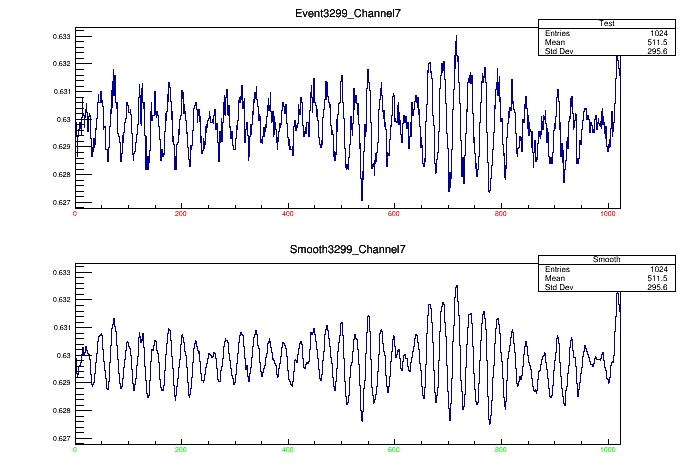 Event3299_Channel7
Test
Entries 1024
Mean 511.5
Std Dev 295.6
0.633
0.632
0.631
0.63
0.629
0.628
0.627
0 200 400 600 800 1000
Smooth3299_Channel7
Smooth
Entries 1024
Mean 511.5
Std Dev 295.6
0.633
0.632
0.631
0.63
0.629
0.628
0.627
0 200 400 600 800 1000